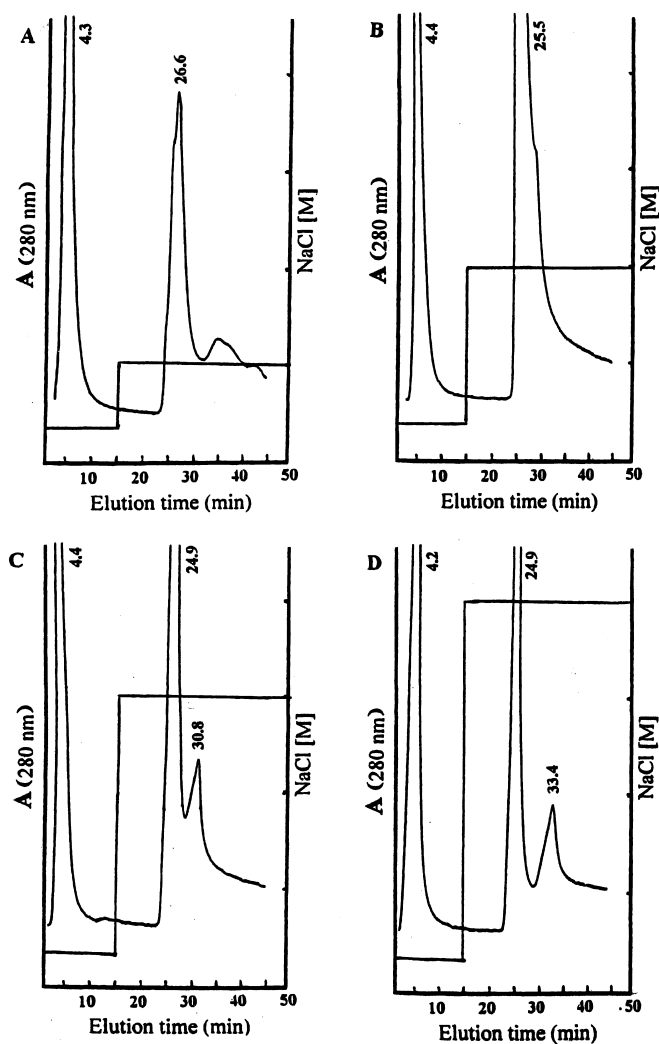 A
4.3
26.6
A (280 nm)
NaCl [M]
10 20 30 40 50
Elution time (min)
B
4.4
25.5
A (280 nm)
NaCl [M]
10 20 30 40 50
Elution time (min)
C
4.4
24.9
30.8
A (280 nm)
NaCl [M]
10 20 30 40 50
Elution time (min)
D
4.2
24.9
33.4
A (280 nm)
NaCl [M]
10 20 30 40 .50
Elution time (min)